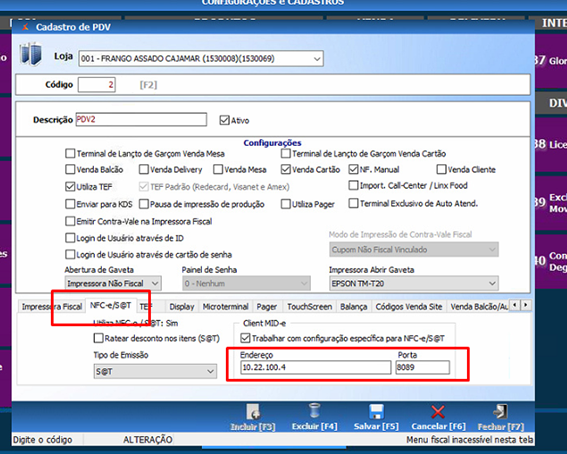 CONFIGURAÇÕES e CADASTROS
Cadastro de PDV
Loja 001 - FRANGO ASSADO CAJAMAR (1530008)(1530069)
Código 2 [F2]
Descrição PDV2 Ativo
Configurações
Terminal de Lançto de Garçom Venda Mesa Terminal de Lançto de Garçom Venda Cartão
Venda Balcão Venda Delivery Venda Mesa Venda Cartão NF. Manual Venda Cliente
Utiliza TEF TEF Padrão (Redecard, Visanet e Amex) Import. Call-Center / Linx Food
Enviar para KDS Pausa de impressão de produção Utiliza Pager Terminal Exclusivo de Auto Atend.
Emitir Contra-Vale na Impressora Fiscal
Login de Usuário através de ID Modo de Impressão de Contra-Vale Fiscal
Login de Usuário através de cartão de senha Cupom Não Fiscal Vinculado
Abertura de Gaveta Painel de Senha Impressora Abrir Gaveta
Impressora Não Fiscal 0 - Nenhum EPSON TM-T20
Impressora Fiscal NFC-e/S@T TEF Display Microterminal Pager TouchScreen Balança Códigos Venda Site Venda Balcão/Au
Utiliza NFC-e / S@T: Sim Client MID-e
Ratear desconto nos itens (S@T) Trabalhar com configuração específica para NFC-e/S@T
Tipo de Emissão Endereço Porta
S@T 10.22.100.4 8089
Incluir [F3] Excluir [F4] Salvar [F5] Cancelar [F6] Fechar [F7]
Digite o código ALTERAÇÃO Menu fiscal inacessível nesta tela
INTE
37 Glor
DIV
38 Lice
39 Excl
Mov
40 Con
Deg